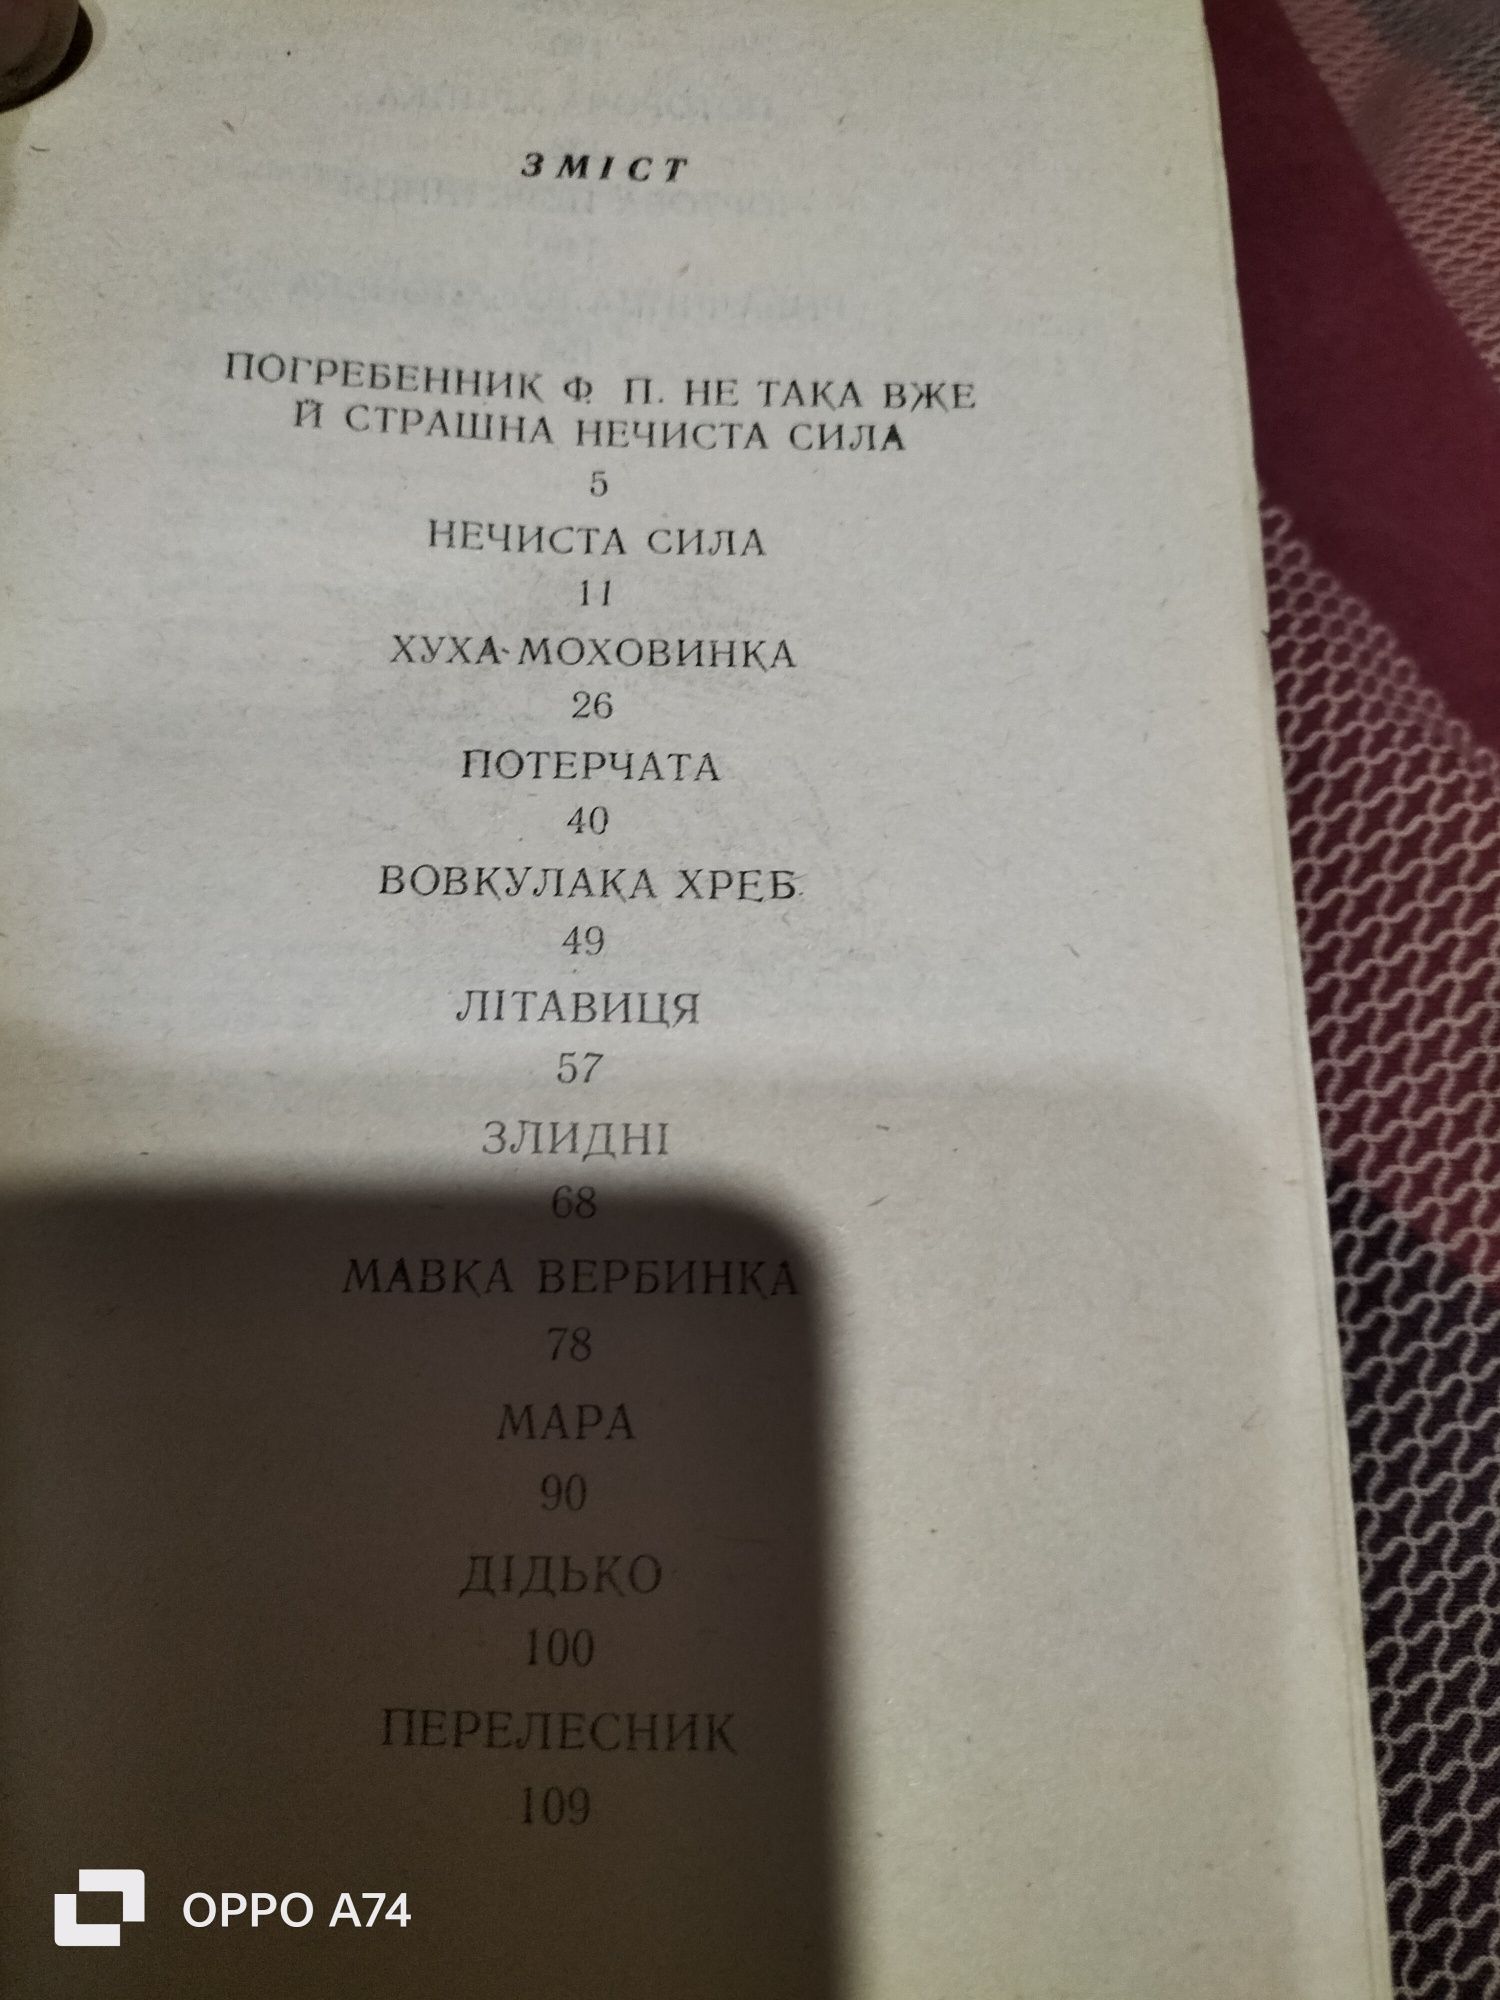 ЗМІСТ
ПОГРЕБЕННИК Ф. П. НЕ ТАКА ВЖЕ
Й СТРАШНА НЕЧИСТА СИЛА
5
НЕЧИСТА СИЛА
11
ХУХА-МОХОВИНКА
26
ПОТЕРЧАТА
40
ВОВКУЛАКА ХРЕБ
49
ЛІТАВИЦЯ
57
ЗЛИДНІ
68
МАВКА ВЕРБИНКА
78
МАРА
90
ДІДЬКО
100
ПЕРЕЛЕСНИК
109
OPPO A74